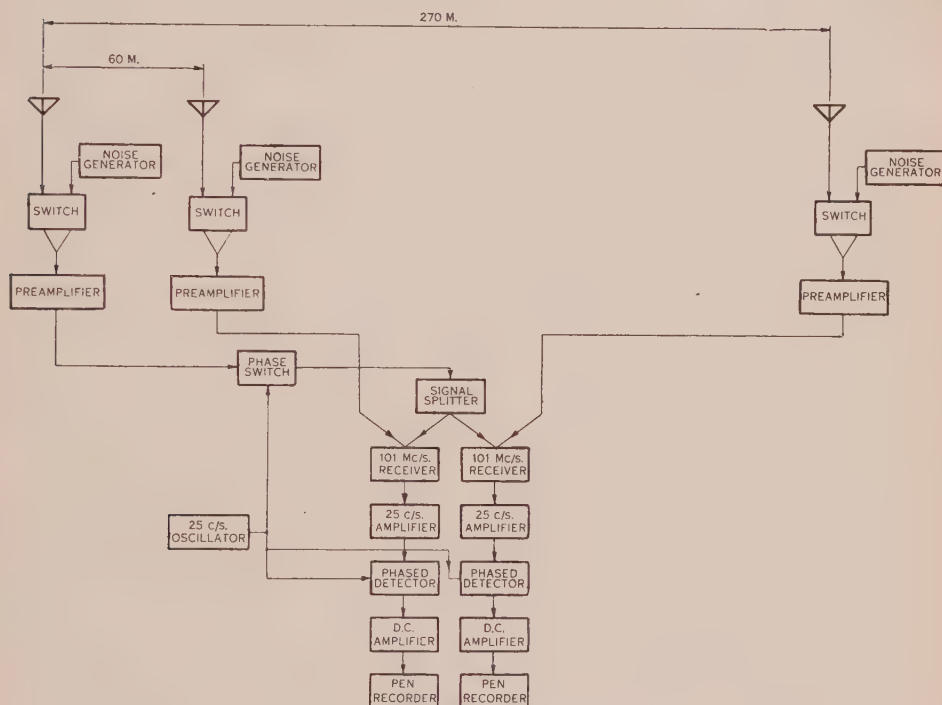 270 M.
60 M.
NOISE
GENERATOR
NOISE
GENERATOR
NOISE
GENERATOR
SWITCH
SWITCH
SWITCH
PREAMPLIFIER
PREAMPLIFIER
PREAMPLIFIER
PHASE
SWITCH
SIGNAL
SPLITTER
101 Mc/s.
RECEIVER
101 Mc/s.
RECEIVER
25 c/s.
OSCILLATOR
25 c/s.
AMPLIFIER
25 c/s.
AMPLIFIER
PHASED
DETECTOR
PHASED
DETECTOR
D.C.
AMPLIFIER
D.C.
AMPLIFIER
PEN
RECORDER
PEN
RECORDER